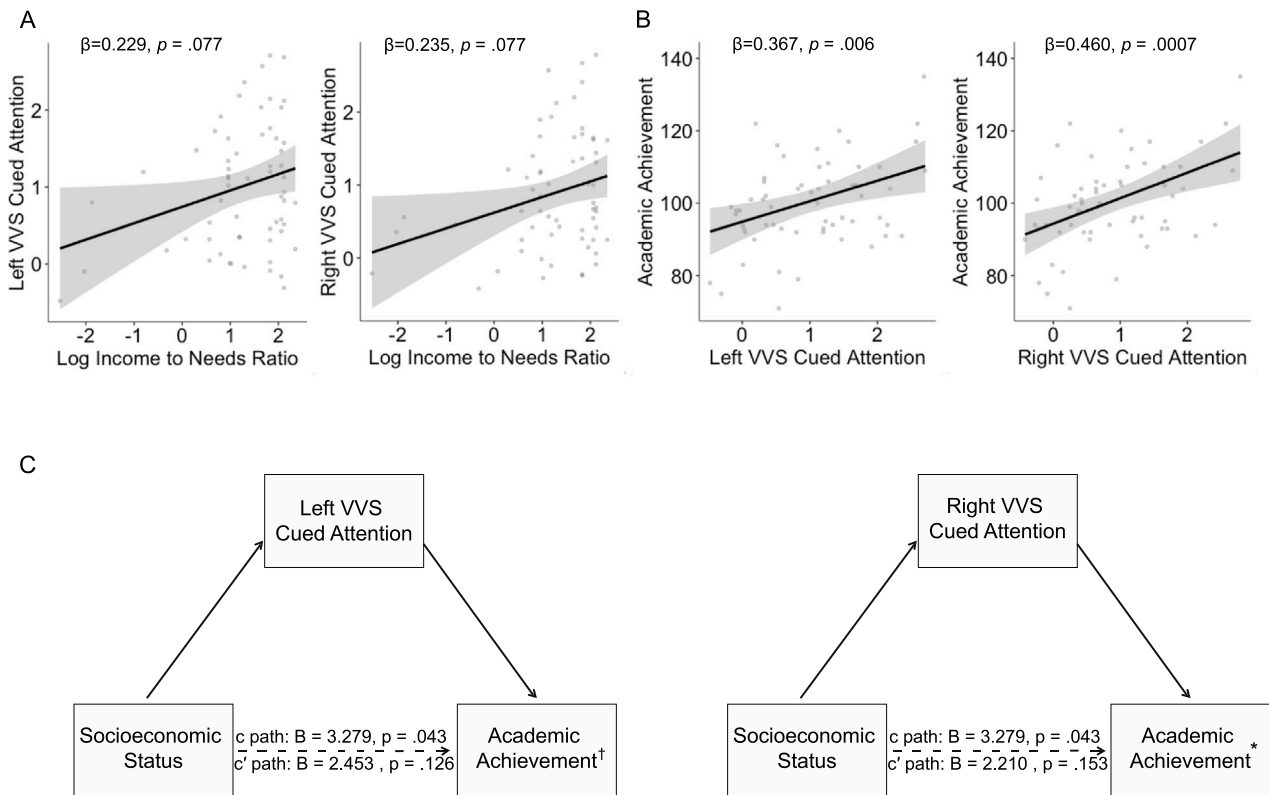 A
β=0.229, p = .077
Left VVS Cued Attention
2
1
0
-2 -1 0 1 2
Log Income to Needs Ratio
β=0.235, p = .077
Right VVS Cued Attention
2
1
0
-2 -1 0 1 2
Log Income to Needs Ratio
B
β=0.367, p = .006
Academic Achievement
140
120
100
80
0 1 2
Left VVS Cued Attention
β=0.460, p = .0007
Academic Achievement
140
120
100
80
0 1 2
Right VVS Cued Attention
C
Left VVS
Cued Attention
Socioeconomic
Status
c path: B = 3.279, p = .043
c′ path: B = 2.453 , p = .126
Academic
Achievement†
Right VVS
Cued Attention
Socioeconomic
Status
c path: B = 3.279, p = .043
c′ path: B = 2.210 , p = .153
Academic
Achievement*